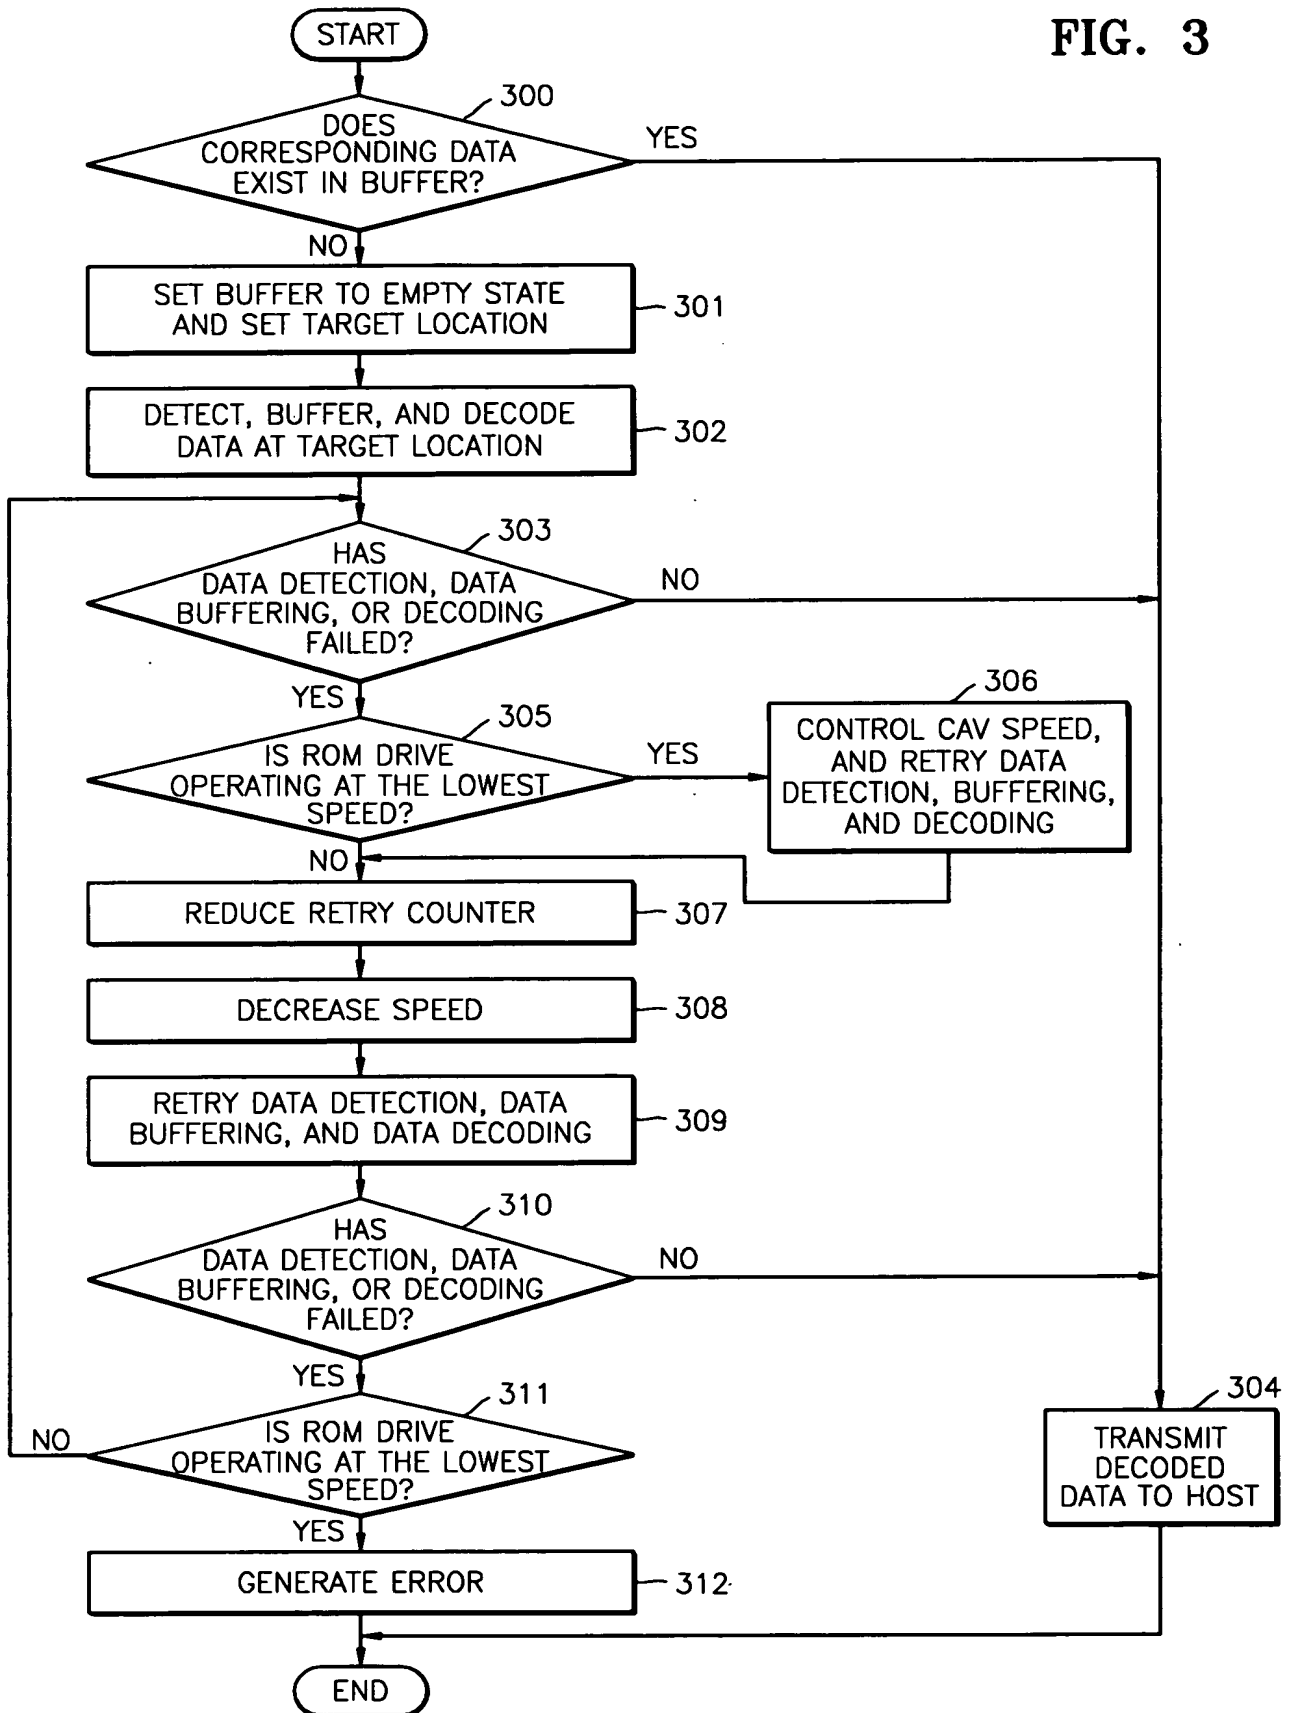 START
FIG. 3
300
DOES
CORRESPONDING DATA
EXIST IN BUFFER?
YES
NO
SET BUFFER TO EMPTY STATE
AND SET TARGET LOCATION
301
DETECT, BUFFER, AND DECODE
DATA AT TARGET LOCATION
302
303
HAS
DATA DETECTION, DATA
BUFFERING, OR DECODING
FAILED?
NO
YES
305
IS ROM DRIVE
OPERATING AT THE LOWEST
SPEED?
YES
306
CONTROL CAV SPEED,
AND RETRY DATA
DETECTION, BUFFERING,
AND DECODING
NO
REDUCE RETRY COUNTER
307
DECREASE SPEED
308
RETRY DATA DETECTION, DATA
BUFFERING, AND DATA DECODING
309
310
HAS
DATA DETECTION, DATA
BUFFERING, OR DECODING
FAILED?
NO
YES
311
IS ROM DRIVE
OPERATING AT THE LOWEST
SPEED?
NO
YES
304
TRANSMIT
DECODED
DATA TO HOST
GENERATE ERROR
312
END